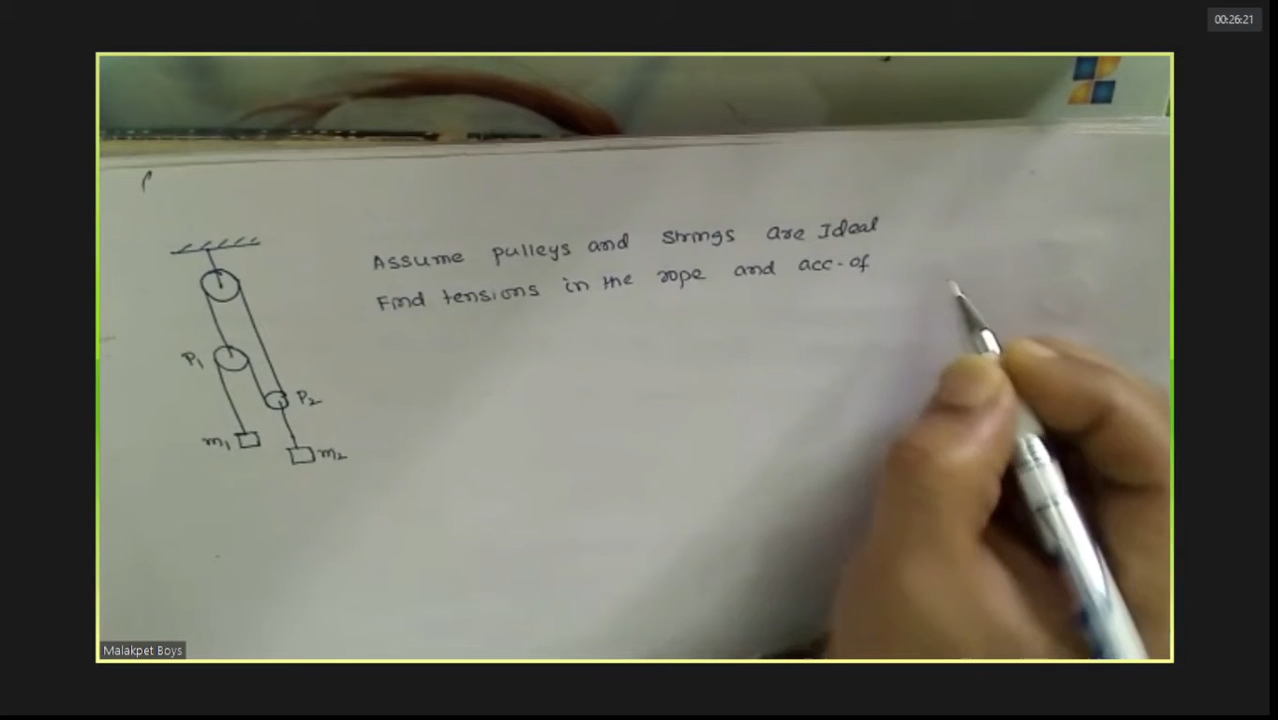 00:26:21
Assume pulleys and strings are Ideal
Find tensions in the rope and acc-of
P1
P2
m1
m2
Malakpet Boys